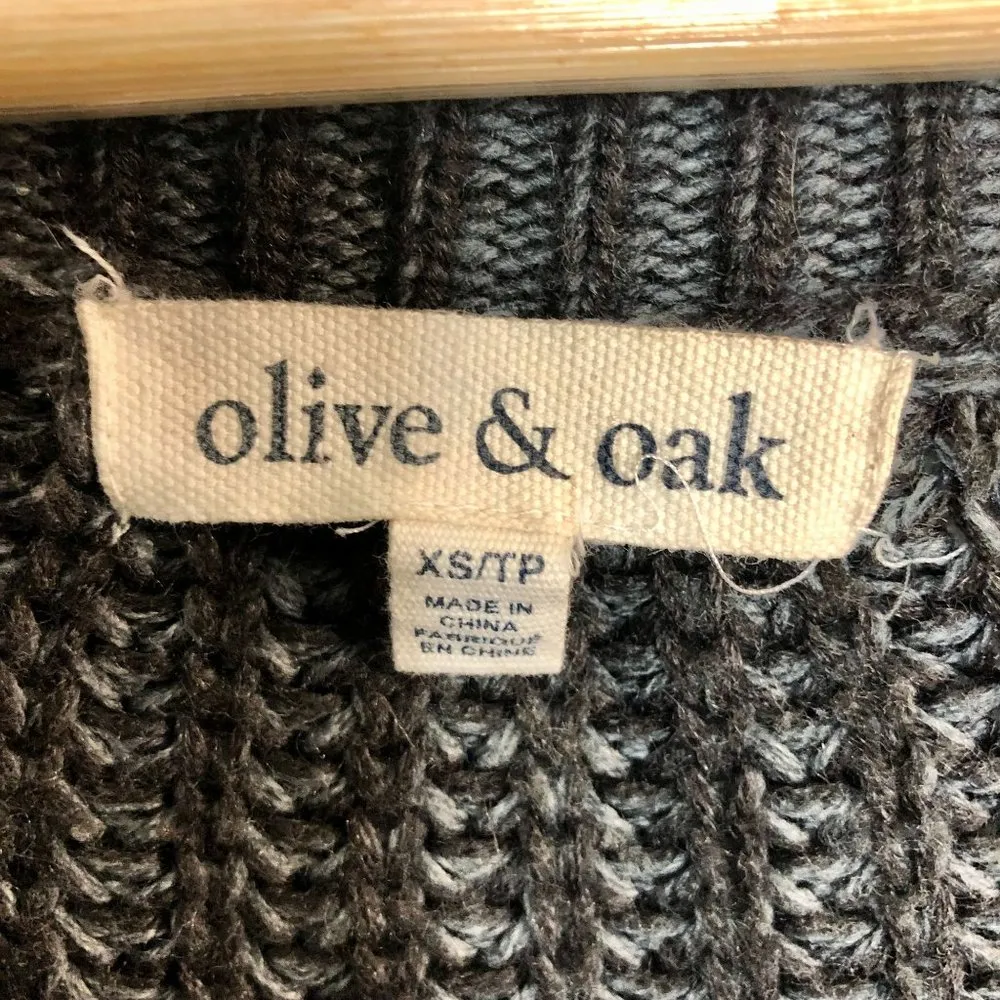 olive & oak
XS/TP
MADE IN
CHINA
FABRIQUÉ
EN CHINE